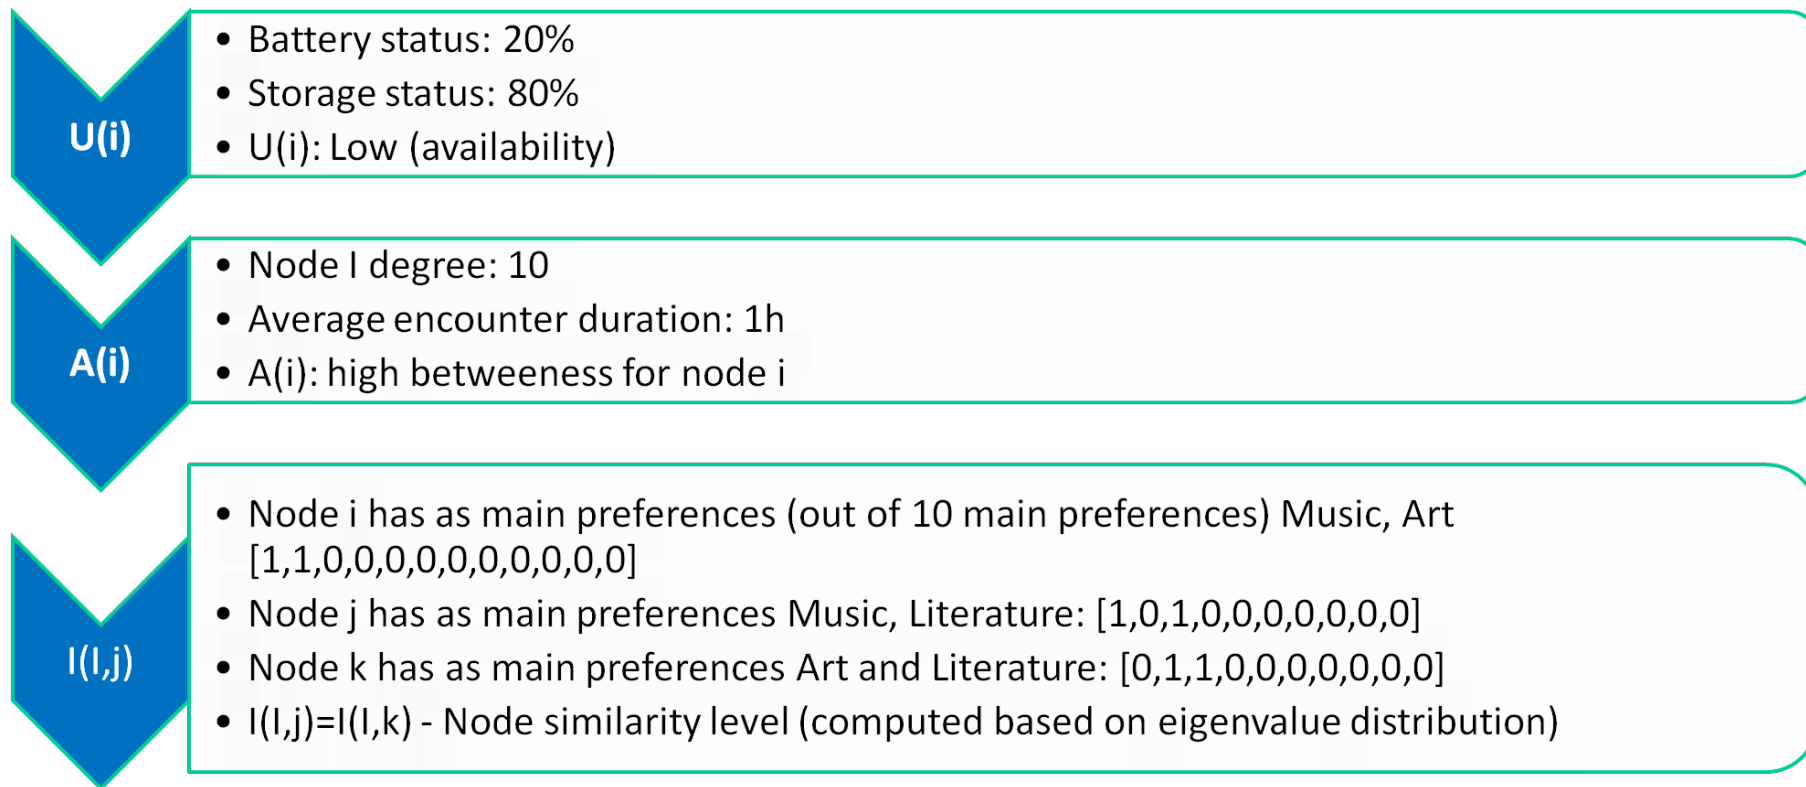 U(i)
• Battery status: 20%
• Storage status: 80%
• U(i): Low (availability)
A(i)
• Node I degree: 10
• Average encounter duration: 1h
• A(i): high betweeness for node i
I(I,j)
• Node i has as main preferences (out of 10 main preferences) Music, Art
[1,1,0,0,0,0,0,0,0,0,0,0]
• Node j has as main preferences Music, Literature: [1,0,1,0,0,0,0,0,0,0]
• Node k has as main preferences Art and Literature: [0,1,1,0,0,0,0,0,0,0]
• I(I,j)=I(I,k) - Node similarity level (computed based on eigenvalue distribution)